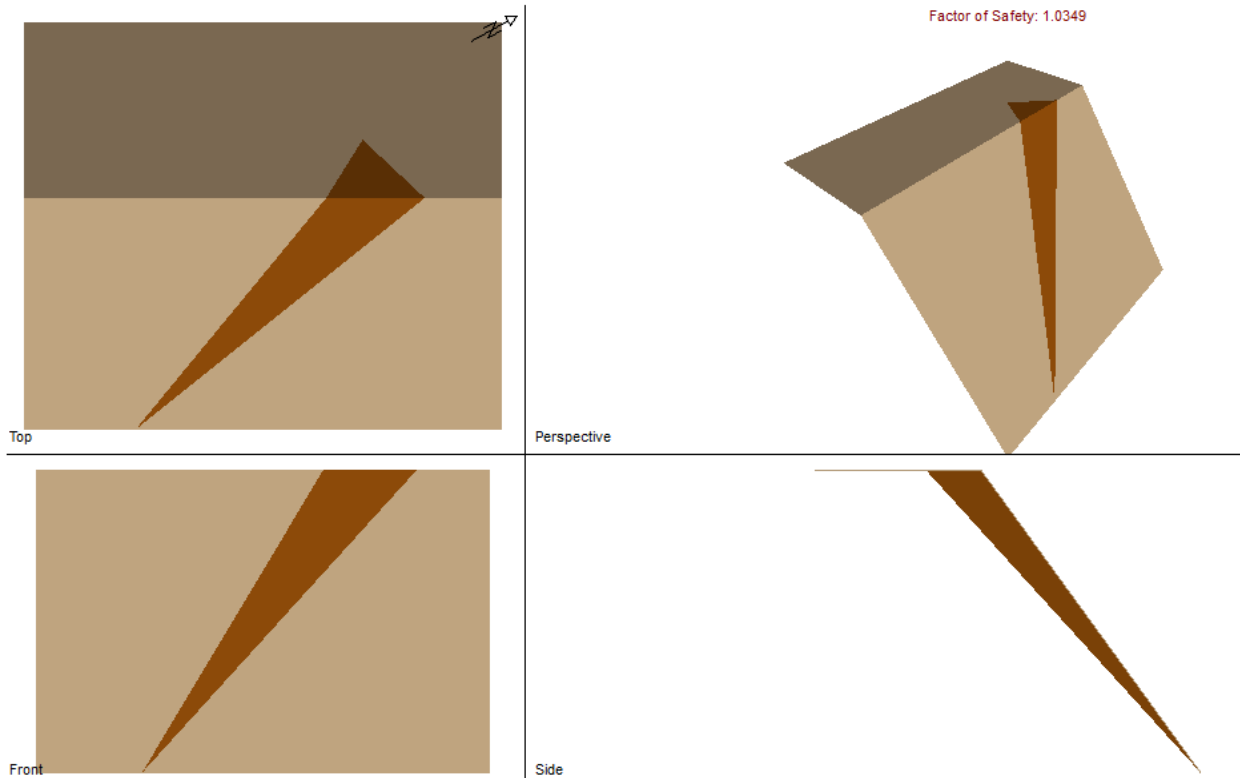 N
Factor of Safety: 1.0349
Top
Perspective
Front
Side